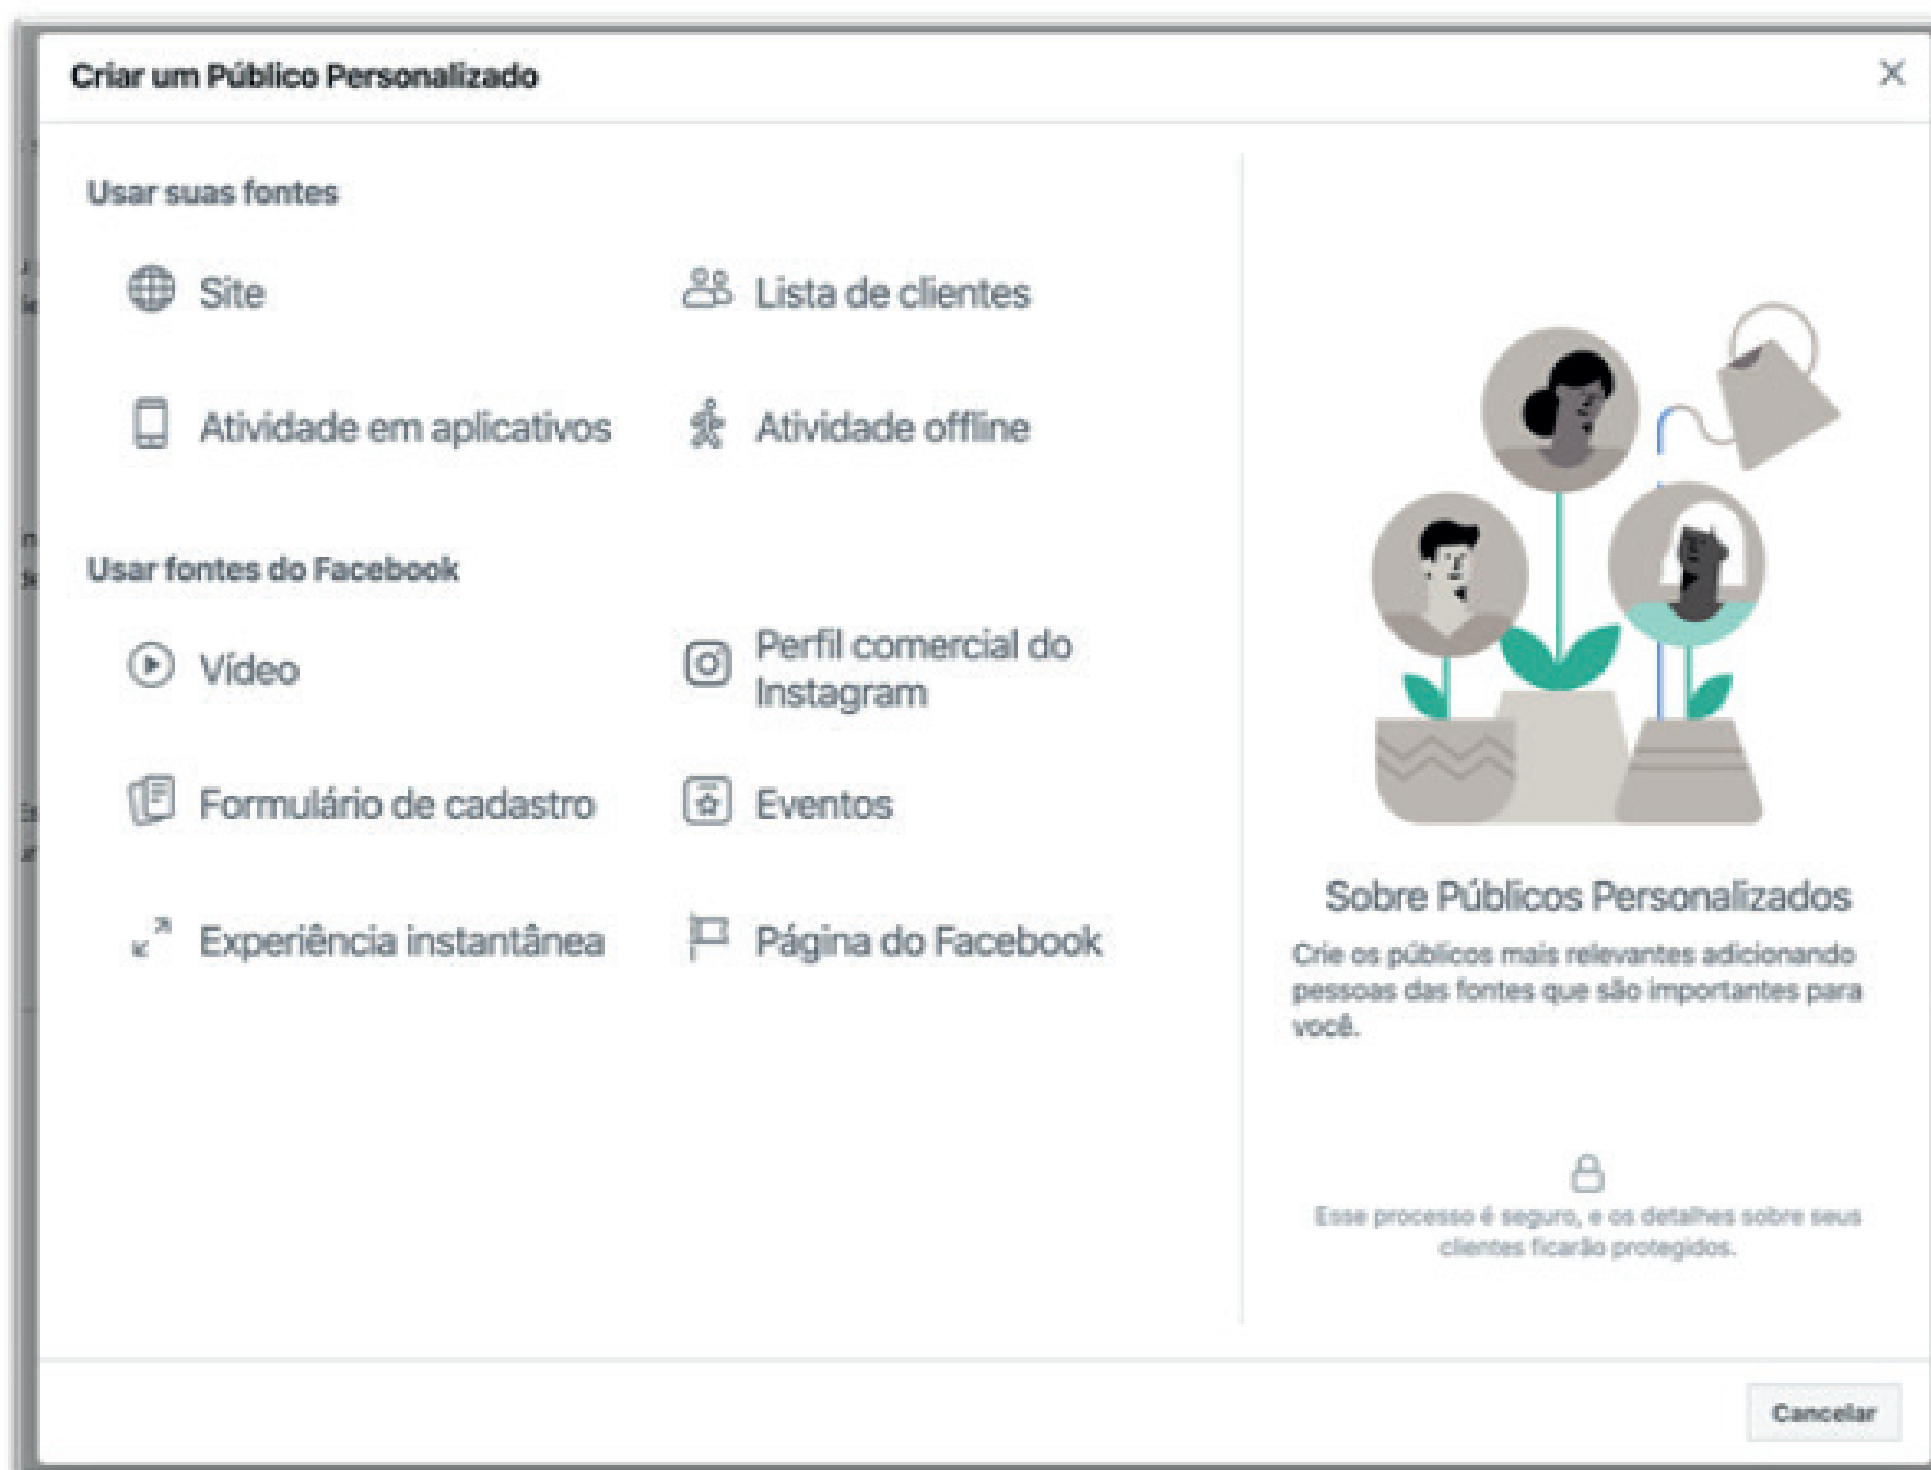 Criar um Público Personalizado
Usar suas fontes
Site
Lista de clientes
Atividade em aplicativos
Atividade offline
Usar fontes do Facebook
Vídeo
Perfil comercial do
Instagram
Formulário de cadastro
Eventos
Experiência instantânea
Página do Facebook
Sobre Públicos Personalizados
Crie os públicos mais relevantes adicionando
pessoas das fontes que são importantes para
você.
Esse processo é seguro, e os detalhes sobre seus
clientes ficarão protegidos.
Cancelar